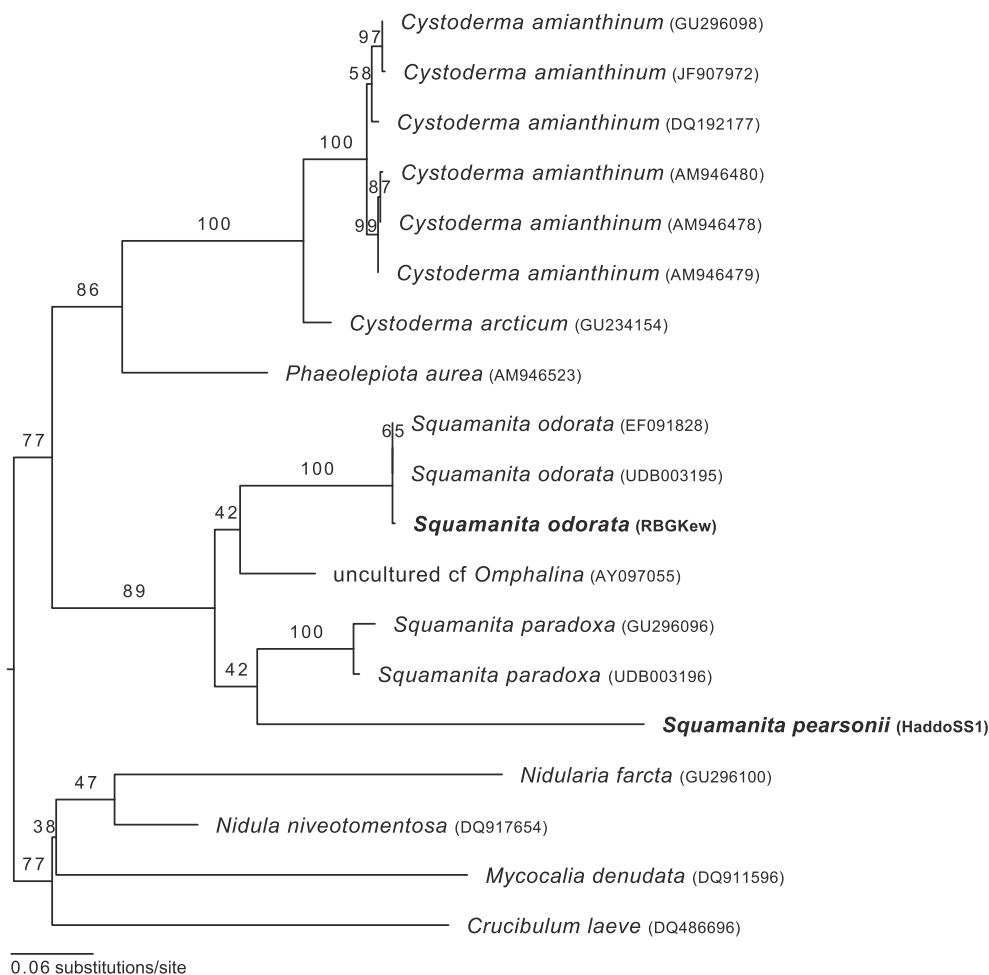 Cystoderma amianthinum (GU296098)
97
58
Cystoderma amianthinum (JF907972)
Cystoderma amianthinum (DQ192177)
100
Cystoderma amianthinum (AM946480)
87
99
Cystoderma amianthinum (AM946478)
100
Cystoderma amianthinum (AM946479)
86
Cystoderma arcticum (GU234154)
Phaeolepiota aurea (AM946523)
77
65
Squamanita odorata (EF091828)
100
Squamanita odorata (UDB003195)
42
Squamanita odorata (RBGKew)
uncultured cf Omphalina (AY097055)
89
100
Squamanita paradoxa (GU296096)
42
Squamanita paradoxa (UDB003196)
Squamanita pearsonii (HaddoSS1)
47
Nidularia farcta (GU296100)
38
Nidula niveotomentosa (DQ917654)
77
Mycocalia denudata (DQ911596)
Crucibulum laeve (DQ486696)
0.06 substitutions/site